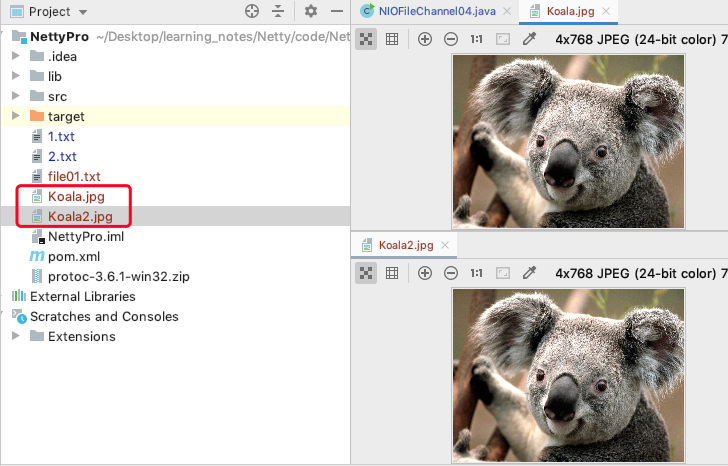 Project
NettyPro ~/Desktop/learning_notes/Netty/code/Net
.idea
lib
src
target
1.txt
2.txt
file01.txt
Koala.jpg
Koala2.jpg
NettyPro.iml
pom.xml
protoc-3.6.1-win32.zip
External Libraries
Scratches and Consoles
Extensions
NIOFileChannel04.java
Koala.jpg
1:1
4x768 JPEG (24-bit color) 7
Koala2.jpg
1:1
4x768 JPEG (24-bit color) 7